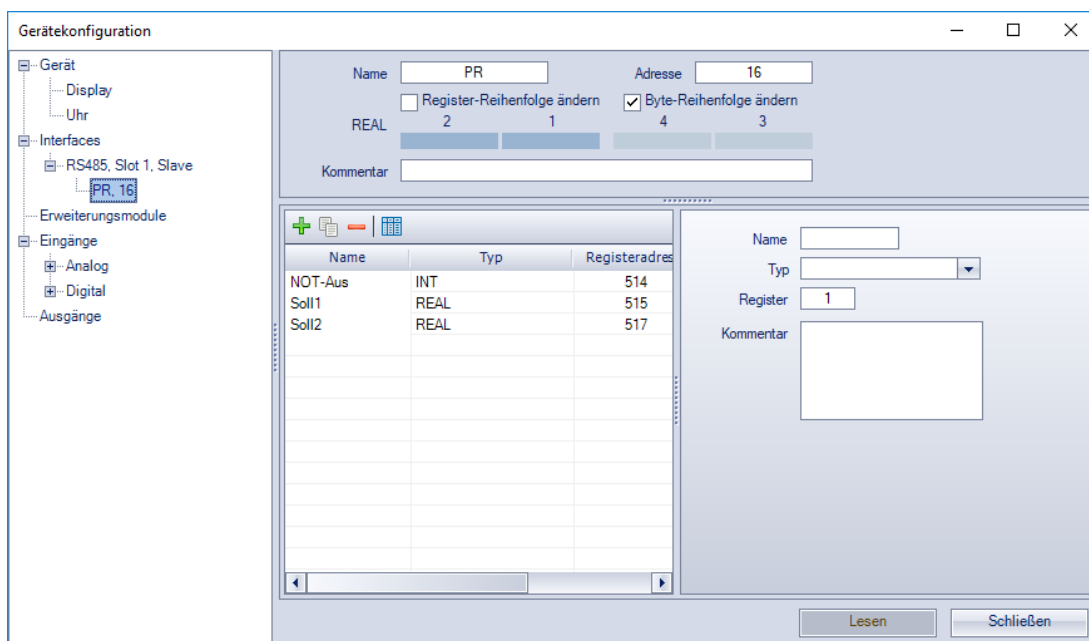 Gerätekonfiguration
Gerät
Display
Uhr
Interfaces
RS485, Slot 1, Slave
PR, 16
Erweiterungsmodule
Eingänge
Analog
Digital
Ausgänge
Name PR Adresse 16
Register-Reihenfolge ändern Byte-Reihenfolge ändern
REAL 2 1 4 3
Kommentar
Name Typ Registeradres
NOT-Aus INT 514
Soll1 REAL 515
Soll2 REAL 517
Name
Typ
Register 1
Kommentar
Lesen Schließen